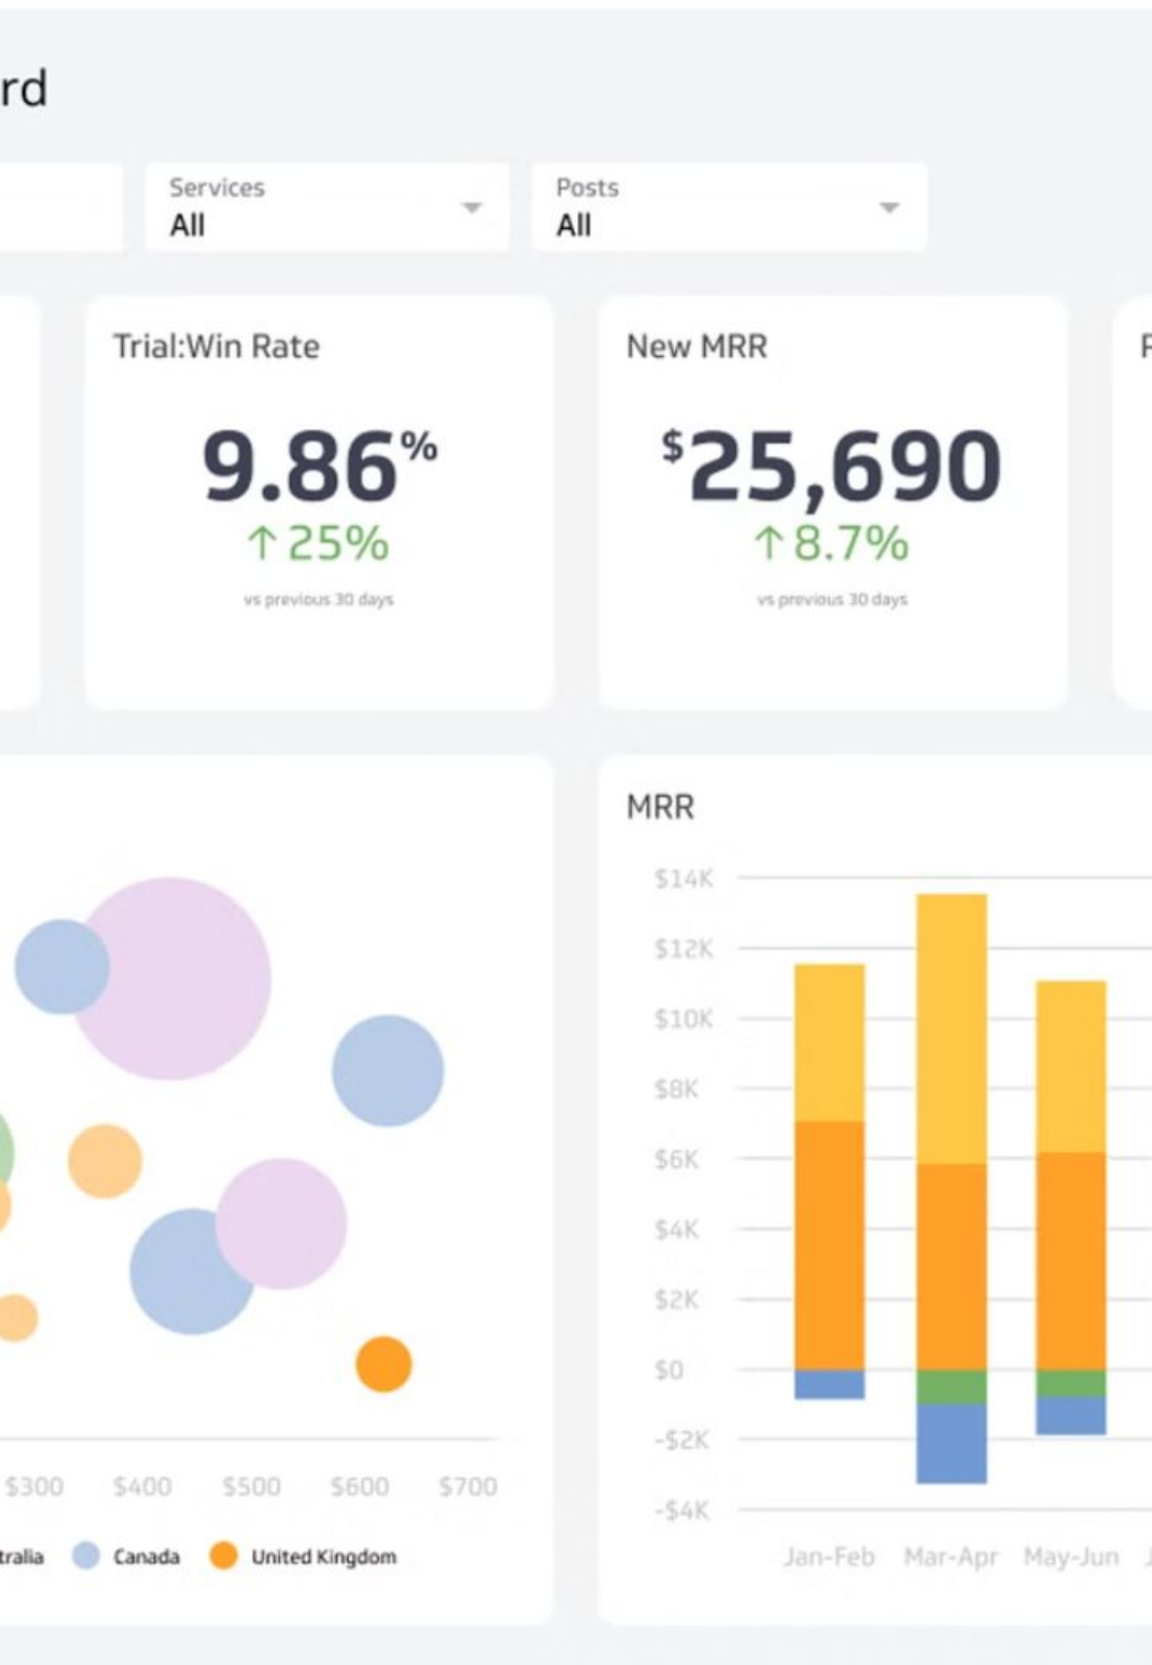 rd
Services
All
Posts
All
Trial:Win Rate
9.86%
↑25%
vs previous 30 days
New MRR
$25,690
↑8.7%
vs previous 30 days
$300 $400 $500 $600 $700
tralia Canada United Kingdom
MRR
$14K
$12K
$10K
$8K
$6K
$4K
$2K
$0
-$2K
-$4K
Jan-Feb Mar-Apr May-Jun